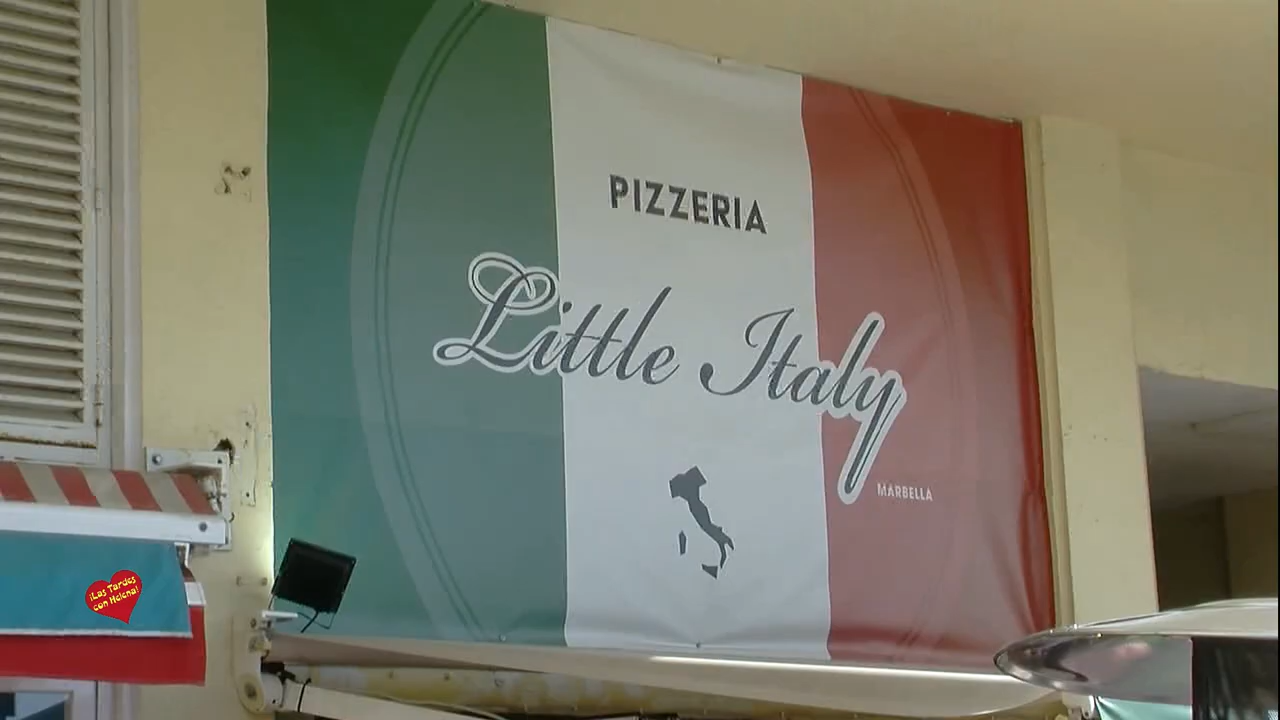 PIZZERIA
Little Italy
MARBELLA
¡Las Tardes
con Helena!